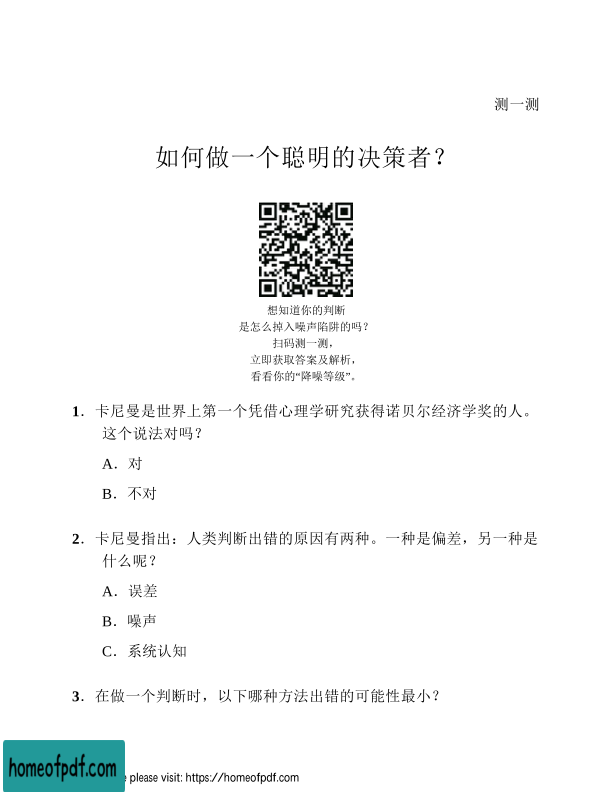 测一测
如何做一个聪明的决策者？
想知道你的判断
是怎么掉入噪声陷阱的吗？
扫码测一测，
立即获取答案及解析，
看看你的“降噪等级”。
1．卡尼曼是世界上第一个凭借心理学研究获得诺贝尔经济学奖的人。
这个说法对吗？
A．对
B．不对
2．卡尼曼指出：人类判断出错的原因有两种。一种是偏差，另一种是
什么呢？
A．误差
B．噪声
C．系统认知
3．在做一个判断时，以下哪种方法出错的可能性最小？
homeofpdf.com
please visit: https://homeofpdf.com